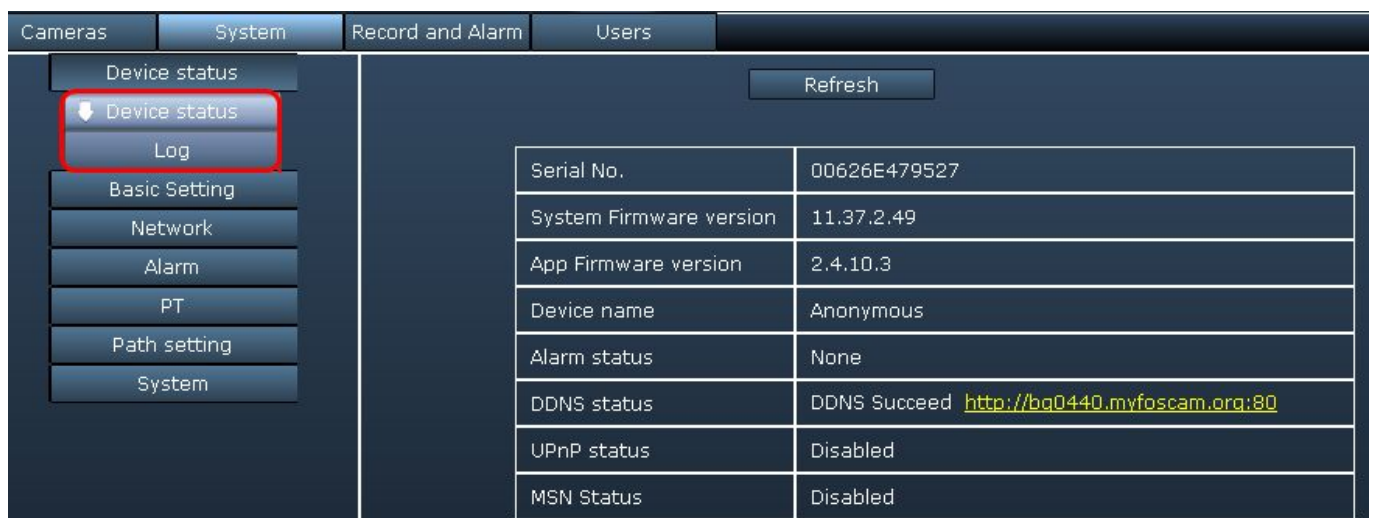 Cameras System Record and Alarm Users
Device status
Device status
Log
Basic Setting
Network
Alarm
PT
Path setting
System
Refresh
Serial No. 00626E479527
System Firmware version 11.37.2.49
App Firmware version 2.4.10.3
Device name Anonymous
Alarm status None
DDNS status DDNS Succeed http://bq0440.myfoscam.org:80
UPnP status Disabled
MSN Status Disabled